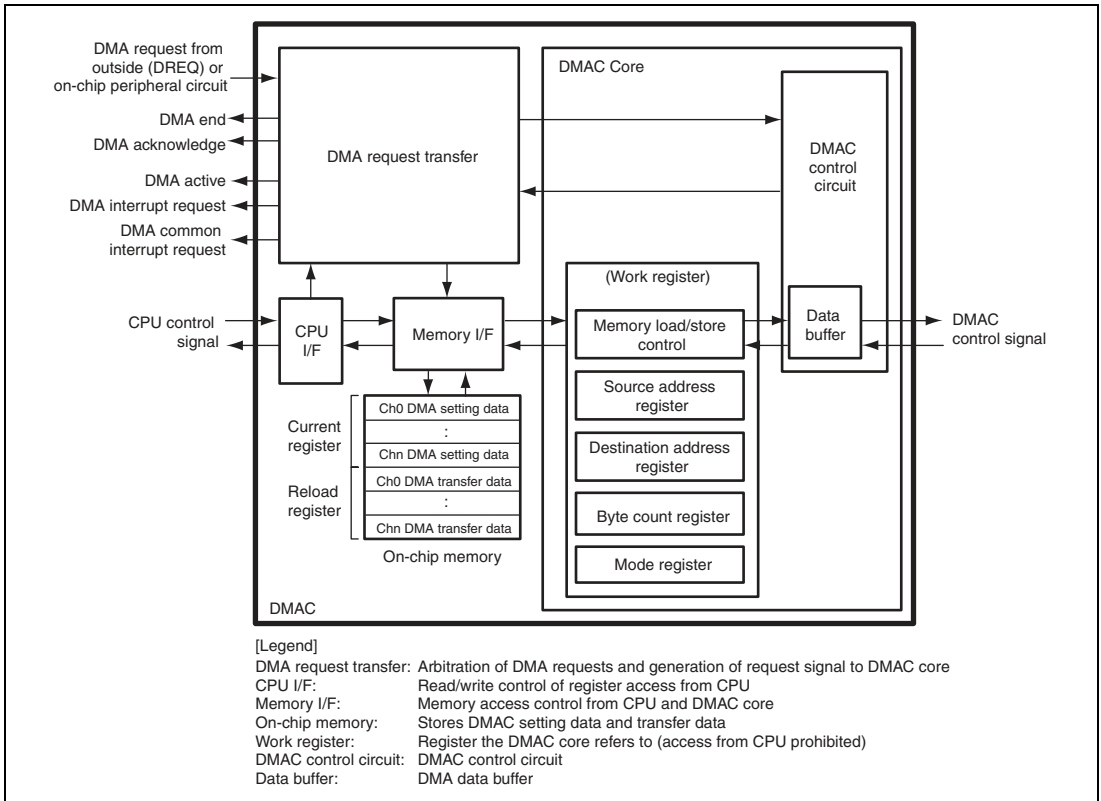 DMA request from
outside (DREQ) or
on-chip peripheral circuit
DMA end
DMA acknowledge
DMA active
DMA interrupt request
DMA common
interrupt request
DMA request transfer
DMAC Core
DMAC
control
circuit
(Work register)
CPU control
signal
CPU
I/F
Memory I/F
Memory load/store
control
Data
buffer
DMAC
control signal
Source address
register
Destination address
register
Byte count register
Mode register
Current
register
Reload
register
Ch0 DMA setting data
:
Chn DMA setting data
Ch0 DMA transfer data
:
Chn DMA transfer data
On-chip memory
DMAC
[Legend]
DMA request transfer: Arbitration of DMA requests and generation of request signal to DMAC core
CPU I/F: Read/write control of register access from CPU
Memory I/F: Memory access control from CPU and DMAC core
On-chip memory: Stores DMAC setting data and transfer data
Work register: Register the DMAC core refers to (access from CPU prohibited)
DMAC control circuit: DMAC control circuit
Data buffer: DMA data buffer